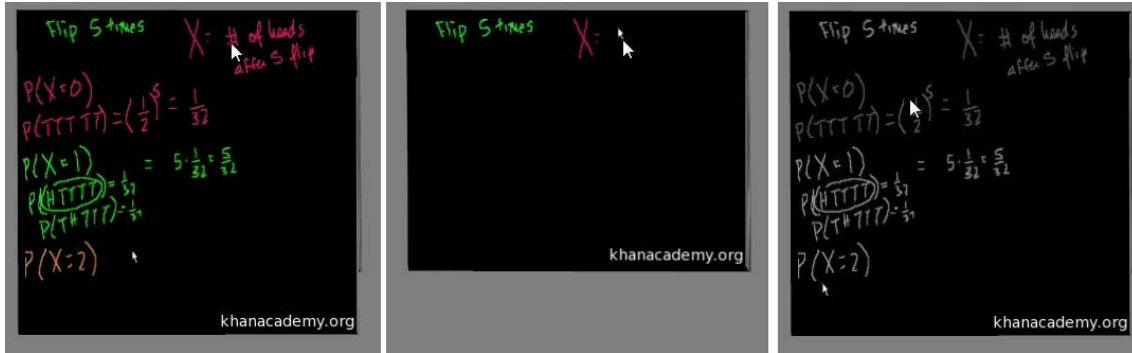 Flip 5 times
X = # of heads
after 5 flip
P(X=0)
P(TTTTT) = (1/2)^5 = 1/32
P(X=1) = 5·1/32 = 5/32
P(HTTTT) = 1/32
P(THTTT) = 1/32
P(X=2)
khanacademy.org
Flip 5 times
X =
khanacademy.org
Flip 5 times
X = # of heads
after 5 flip
P(X=0)
P(TTTTT) = (1/2)^5 = 1/32
P(X=1) = 5·1/32 = 5/32
P(HTTTT) = 1/32
P(THTTT) = 1/32
P(X=2)
khanacademy.org